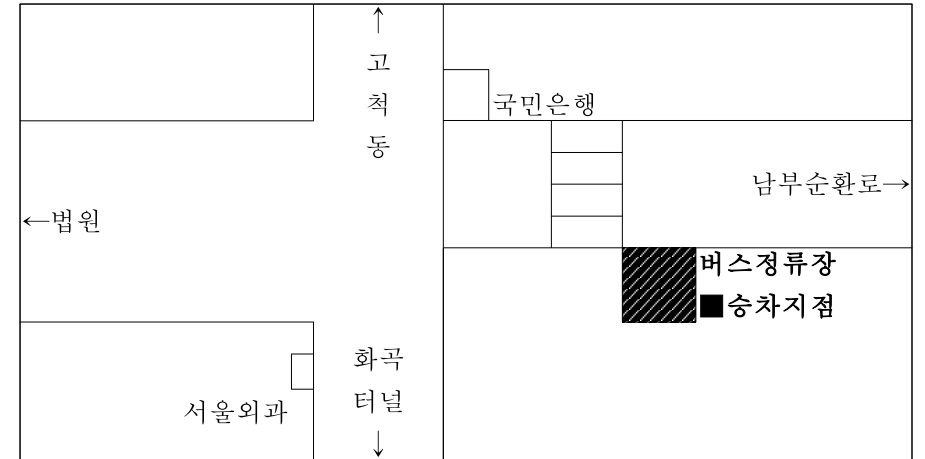 ↑
고
척
동
국민은행
남부순환로→
←법원
버스정류장
■승차지점
화곡
터널
↓
서울외과